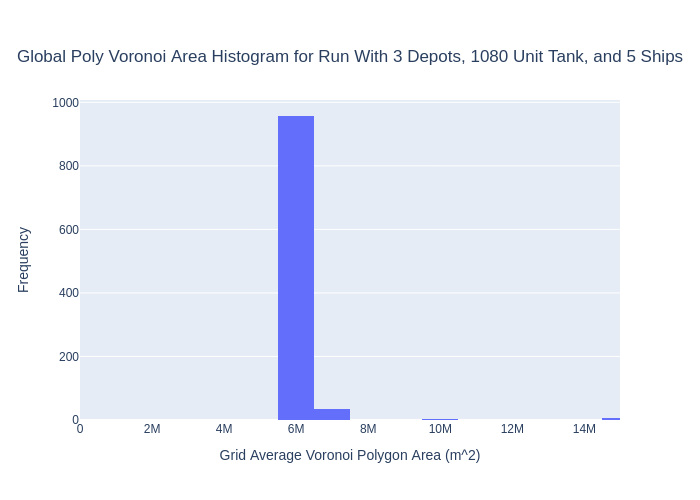 Global Poly Voronoi Area Histogram for Run With 3 Depots, 1080 Unit Tank, and 5 Ships
1000
800
600
400
200
0
Frequency
0 2M 4M 6M 8M 10M 12M 14M
Grid Average Voronoi Polygon Area (m^2)